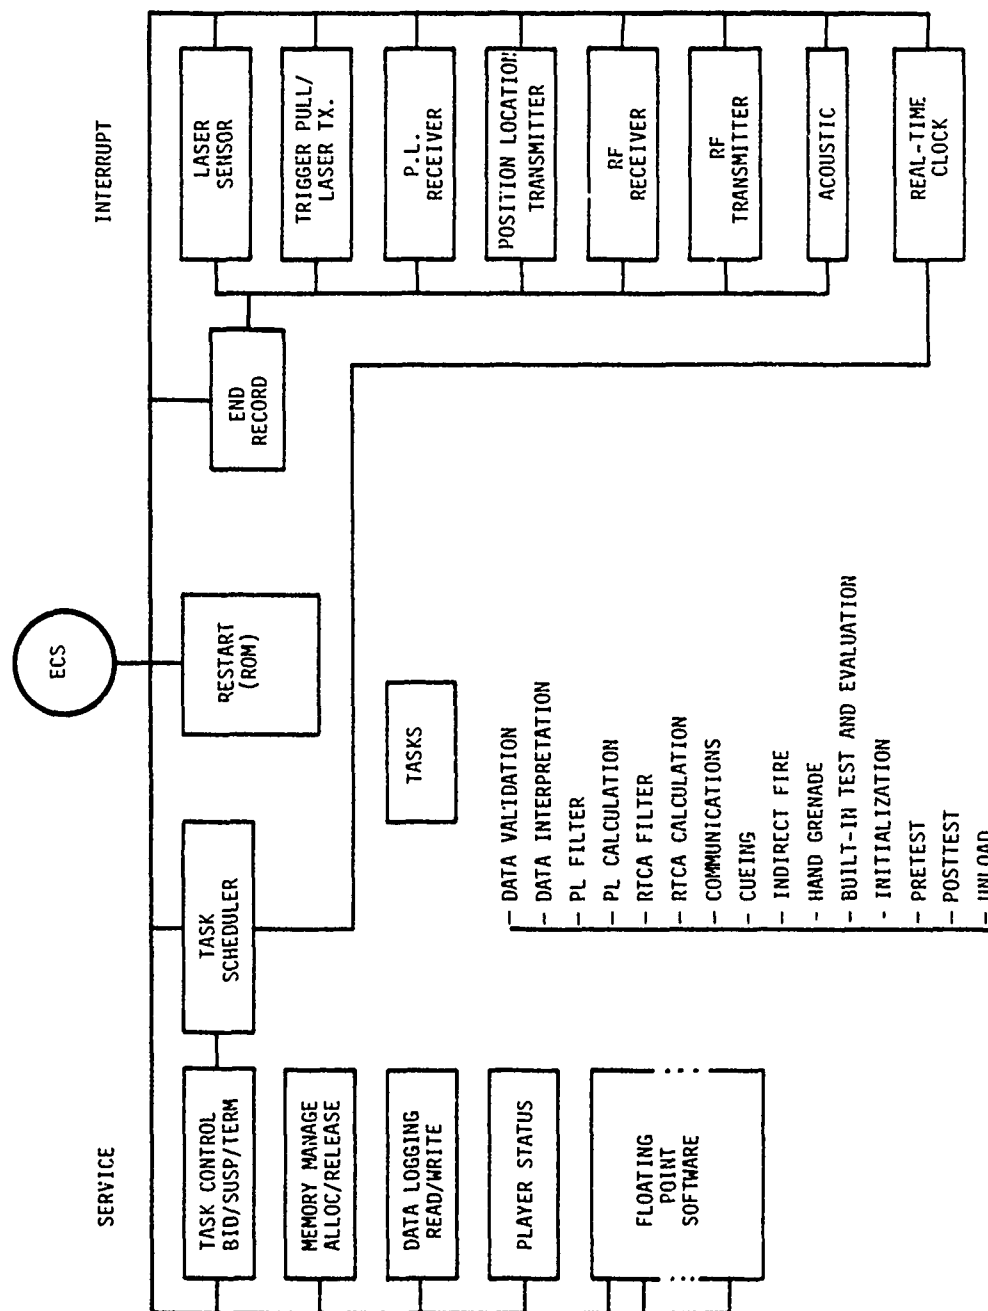 ECS
SERVICE
INTERRUPT
TASK CONTROL
BID/SUSP/TERM
MEMORY MANAGE
ALLOC/RELEASE
DATA LOGGING
READ/WRITE
PLAYER STATUS
FLOATING
POINT
SOFTWARE
TASK
SCHEDULER
RESTART
(ROM)
TASKS
- DATA VALIDATION
- DATA INTERPRETATION
- PL FILTER
- PL CALCULATION
- RTCA FILTER
- RTCA CALCULATION
- COMMUNICATIONS
- CUEING
- INDIRECT FIRE
- HAND GRENADE
- BUILT-IN TEST AND EVALUATION
- INITIALIZATION
- PRETEST
- POSTTEST
- UNLOAD
END
RECORD
LASER
SENSOR
TRIGGER PULL/
LASER TX.
P.L.
RECEIVER
POSITION LOCATION
TRANSMITTER
RF
RECEIVER
RF
TRANSMITTER
ACOUSTIC
REAL-TIME
CLOCK